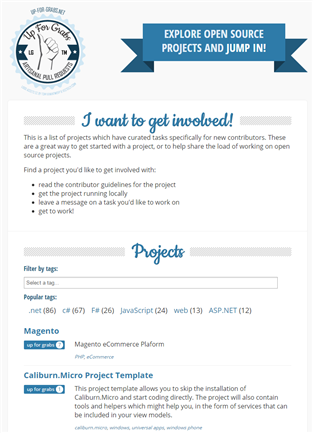 UP-FOR-GRABS.NET
Up For Grabs
LG TM
ARTISANAL PULL REQUESTS
EXPLORE OPEN SOURCE
PROJECTS AND JUMP IN!
I want to get involved!
This is a list of projects which have curated tasks specifically for new contributors. These
are a great way to get started with a project, or to help share the load of working on open
source projects.
Find a project you'd like to get involved with:
• read the contributor guidelines for the project
• get the project running locally
• leave a message on a task you'd like to work on
• get to work!
Projects
Filter by tags:
Select a tag...
Popular tags:
.net (86) c# (67) F# (26) JavaScript (24) web (13) ASP.NET (12)
Magento
up for grabs ? Magento eCommerce Plaform
PHP, eCommerce
Caliburn.Micro Project Template
up for grabs ? This project template allows you to skip the installation of
Caliburn.Micro and start coding directly. The project will also contain
tools and helpers which might help you, in the form of services that can
be included in your view models.
caliburn.micro, windows, universal apps, windows phone